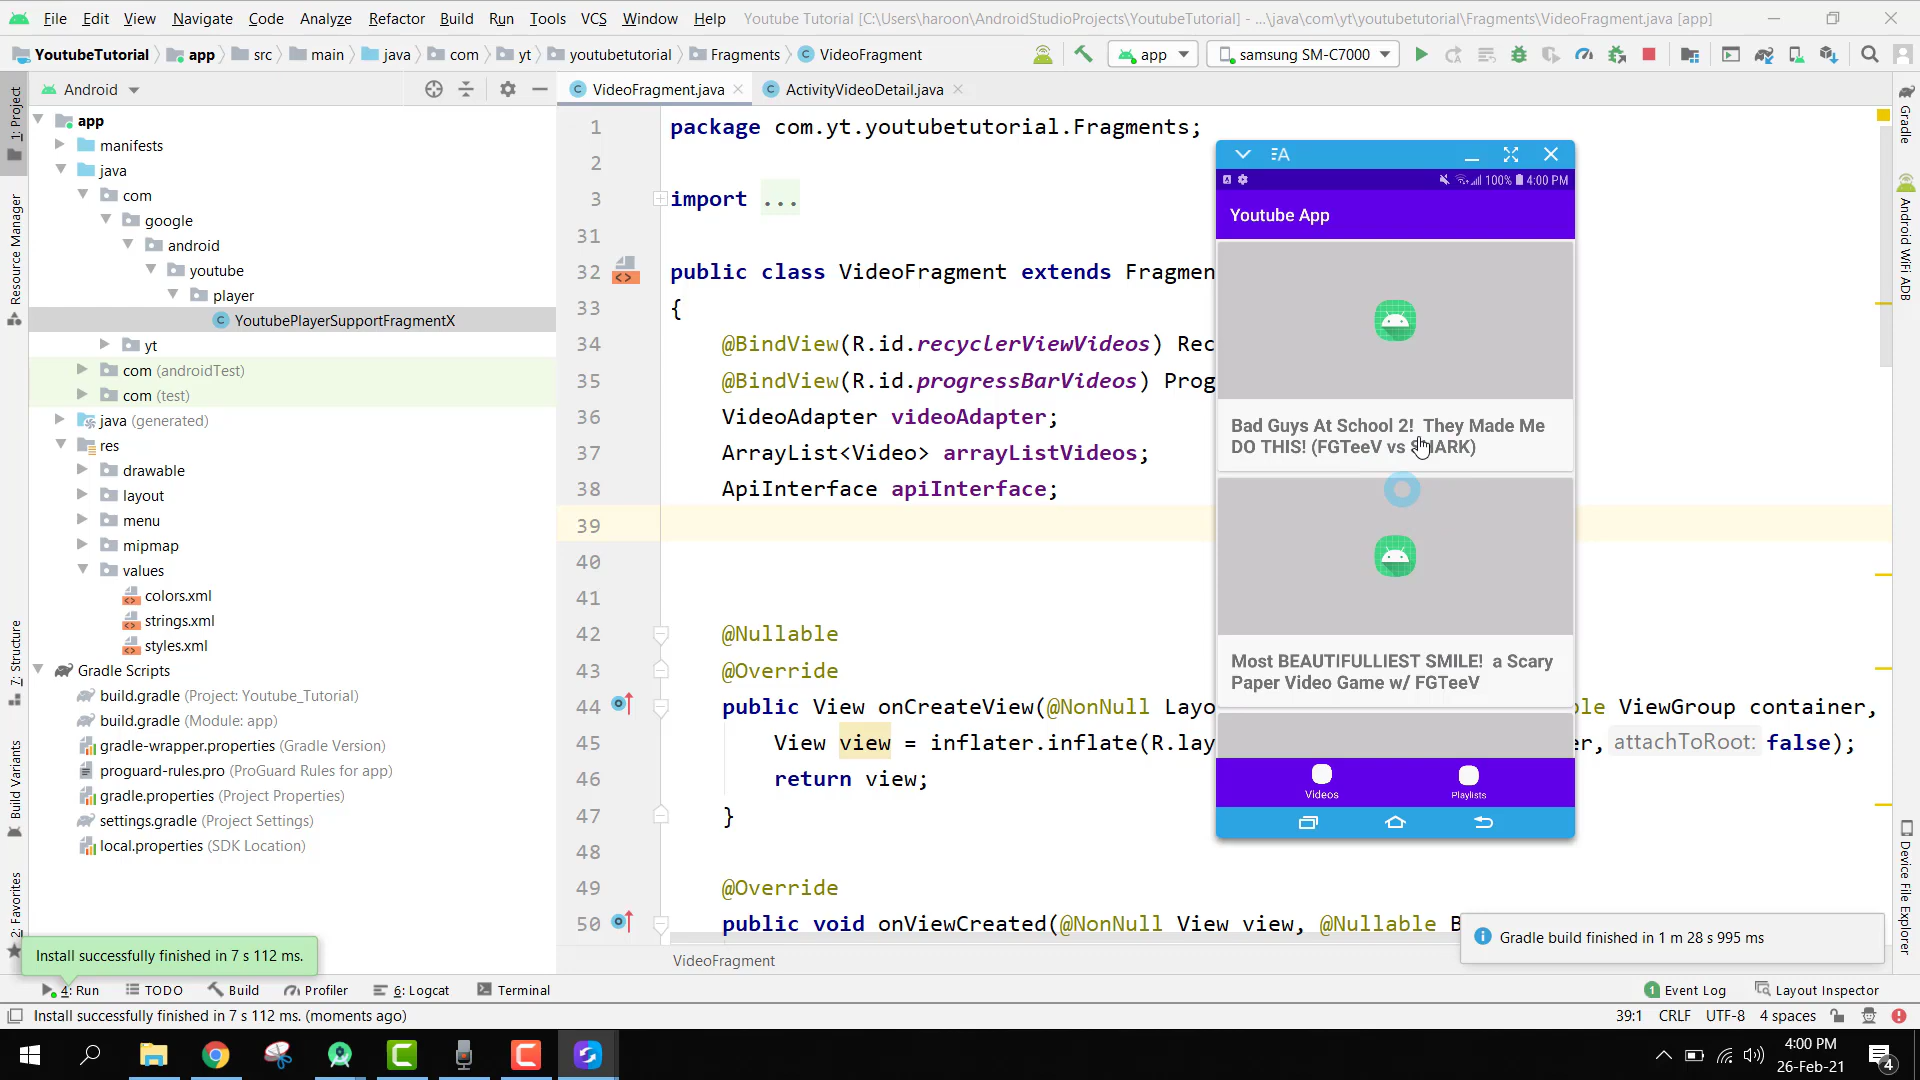 File Edit View Navigate Code Analyze Refactor Build Run Tools VCS Window Help Youtube Tutorial [C:\Users\haroon\AndroidStudioProjects\YoutubeTutorial] - ...\java\com\yt\youtubetutorial\Fragments\VideoFragment.java [app]
YoutubeTutorial app src main java com yt youtubetutorial Fragments VideoFragment app samsung SM-C7000
Android
VideoFragment.java ActivityVideoDetail.java
app
manifests
java
com
google
android
youtube
player
YoutubePlayerSupportFragmentX
yt
com (androidTest)
com (test)
java (generated)
res
drawable
layout
menu
mipmap
values
colors.xml
strings.xml
styles.xml
Gradle Scripts
build.gradle (Project: Youtube_Tutorial)
build.gradle (Module: app)
gradle-wrapper.properties (Gradle Version)
proguard-rules.pro (ProGuard Rules for app)
gradle.properties (Project Properties)
settings.gradle (Project Settings)
local.properties (SDK Location)
1: Project
Resource Manager
7: Structure
Build Variants
2: Favorites
1 package com.yt.youtubetutorial.Fragments;
2
3 import ...
31
32 public class VideoFragment extends Fragmen
33 {
34 @BindView(R.id.recyclerViewVideos) Rec
35 @BindView(R.id.progressBarVideos) Prog
36 VideoAdapter videoAdapter;
37 ArrayList<Video> arrayListVideos;
38 ApiInterface apiInterface;
39
40
41
42 @Nullable
43 @Override
44 public View onCreateView(@NonNull Layo le ViewGroup container,
45 View view = inflater.inflate(R.lay er, attachToRoot: false);
46 return view;
47 }
48
49 @Override
50 public void onViewCreated(@NonNull View view, @Nullable B
VideoFragment
100% 4:00 PM
Youtube App
Bad Guys At School 2! They Made Me
DO THIS! (FGTeeV vs SHARK)
Most BEAUTIFULLIEST SMILE! a Scary
Paper Video Game w/ FGTeeV
Videos Playlists
Gradle
Android WiFi ADB
Device File Explorer
Install successfully finished in 7 s 112 ms.
Gradle build finished in 1 m 28 s 995 ms
4: Run TODO Build Profiler 6: Logcat Terminal 1 Event Log Layout Inspector
Install successfully finished in 7 s 112 ms. (moments ago) 39:1 CRLF UTF-8 4 spaces
4:00 PM
26-Feb-21
4